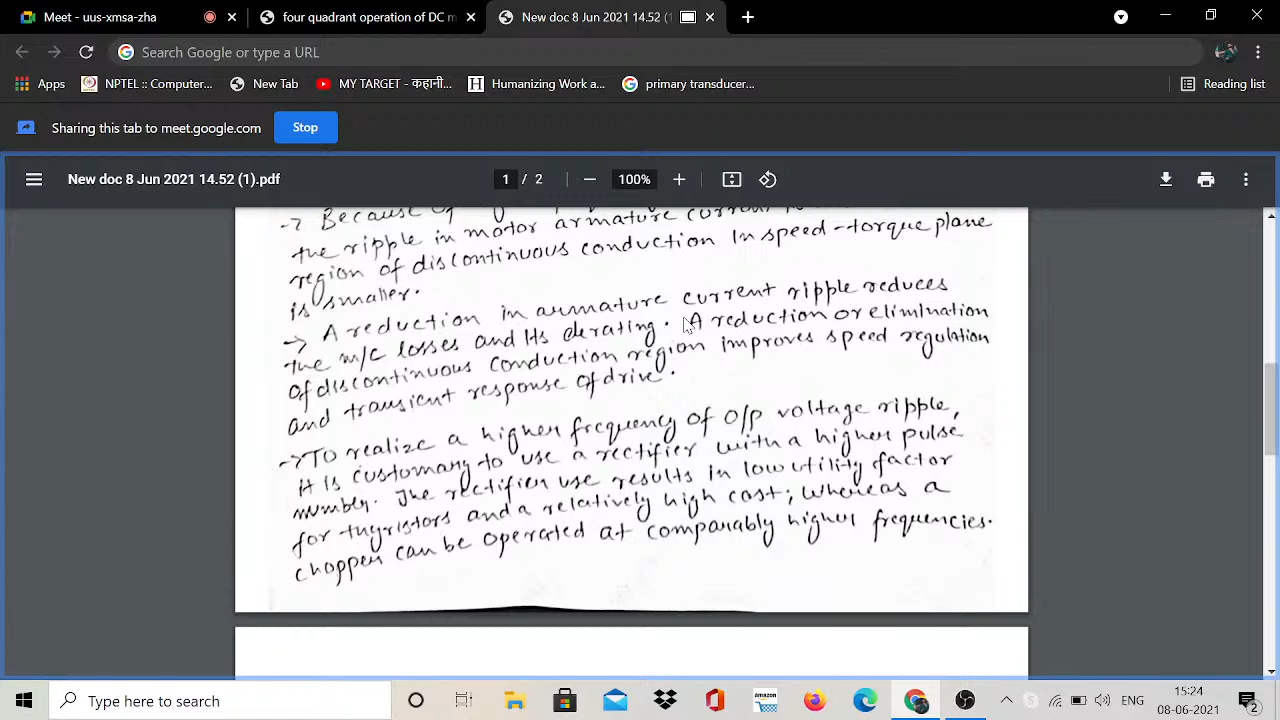 Meet - uus-xmsa-zha
four quadrant operation of DC m
New doc 8 Jun 2021 14.52 (1
Search Google or type a URL
Apps
NPTEL :: Computer...
New Tab
MY TARGET - कदाची...
Humanizing Work a...
primary transducer...
Reading list
Sharing this tab to meet.google.com
Stop
New doc 8 Jun 2021 14.52 (1).pdf
1 / 2
100%
-> Because of
the ripple in motor armature current
region of discontinuous conduction in speed-torque plane
is smaller.
-> A reduction in armature current ripple reduces
the m/c losses and its derating. A reduction or elimination
of discontinuous conduction region improves speed regulation
and transient response of drive.
-> To realize a higher frequency of O/p voltage ripple,
it is customary to use a rectifier with a higher pulse
number. The rectifier use results in low utility factor
for thyristors and a relatively high cost; whereas a
chopper can be operated at comparably higher frequencies.
Type here to search
amazon
ENG
15:24
08-06-2021
2